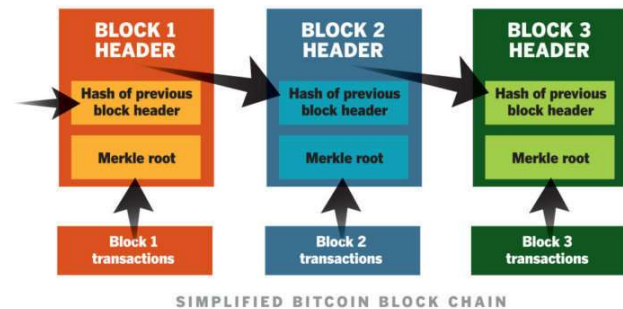 BLOCK 1
HEADER
Hash of previous
block header
Merkle root
Block 1
transactions
BLOCK 2
HEADER
Hash of previous
block header
Merkle root
Block 2
transactions
BLOCK 3
HEADER
Hash of previous
block header
Merkle root
Block 3
transactions
SIMPLIFIED BITCOIN BLOCK CHAIN